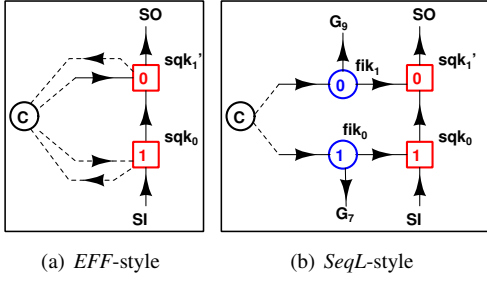 SO
sqk₁’
0
C
sqk₀
1
SI
(a) EFF-style
SO
G₉
fik₁
sqk₁’
0
0
C
fik₀
sqk₀
1
1
G₇
SI
(b) SeqL-style